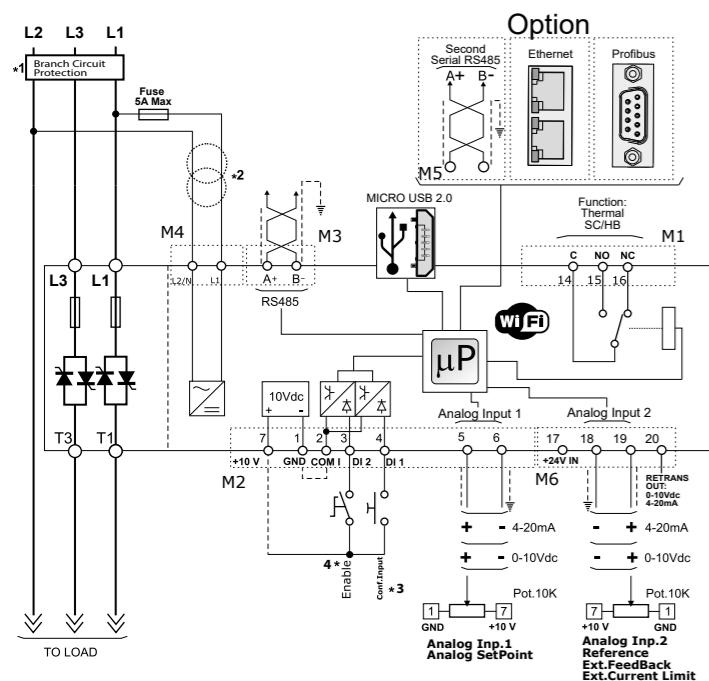 Option
L2 L3 L1
*1 Branch Circuit
Protection
Fuse
5A Max
*2
Second
Serial RS485
A+ B-
Ethernet
Profibus
M5
MICRO USB 2.0
Function:
Thermal
SC/HB
M4
M3
M1
C NO NC
14 15 16
L3 L1
L2/N L1
A+ B-
RS485
WiFi
µP
10Vdc
+ -
Analog Input 1
Analog Input 2
T3 T1
7 1 2 3 4 5 6 17 18 19 20
+10 V GND COM I DI 2 DI 1
+24V IN
M2
M6
RETRANS
OUT:
0-10Vdc
4-20mA
+ - 4-20mA
- + 4-20mA
+ - 0-10Vdc
- + 0-10Vdc
4*
Enable
Conf.Input
*3
Pot.10K
Pot.10K
1 7
GND +10 V
7 1
+10 V GND
Analog Inp.1
Analog SetPoint
Analog Inp.2
Reference
Ext.FeedBack
Ext.Current Limit
TO LOAD